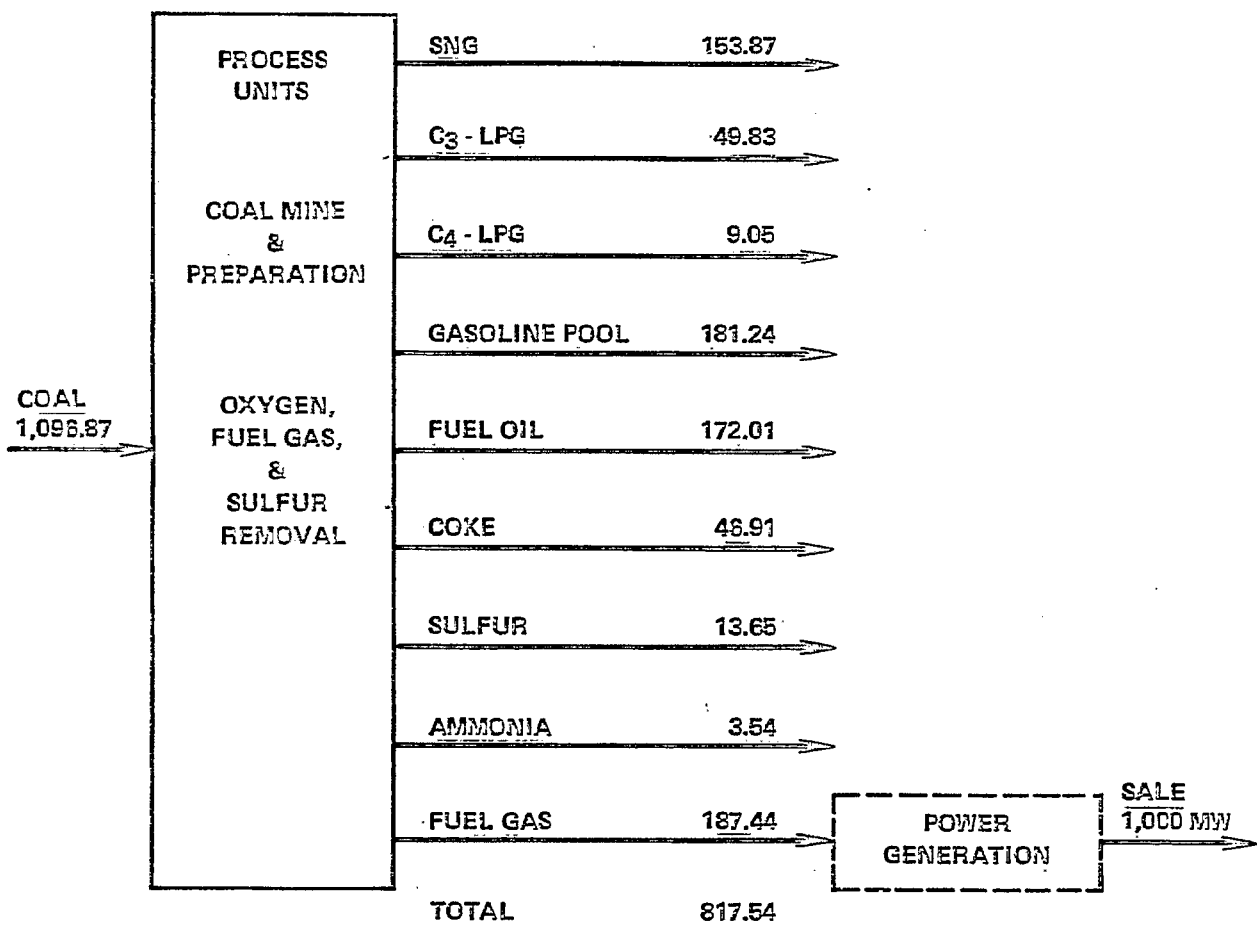 PROCESS
UNITS
COAL MINE
&
PREPARATION
OXYGEN,
FUEL GAS,
&
SULFUR
REMOVAL
COAL
1,096.87
SNG 153.87
C3 - LPG 49.83
C4 - LPG 9.05
GASOLINE POOL 181.24
FUEL OIL 172.01
COKE 46.91
SULFUR 13.65
AMMONIA 3.54
FUEL GAS 187.44
POWER
GENERATION
SALE
1,000 MW
TOTAL 817.54